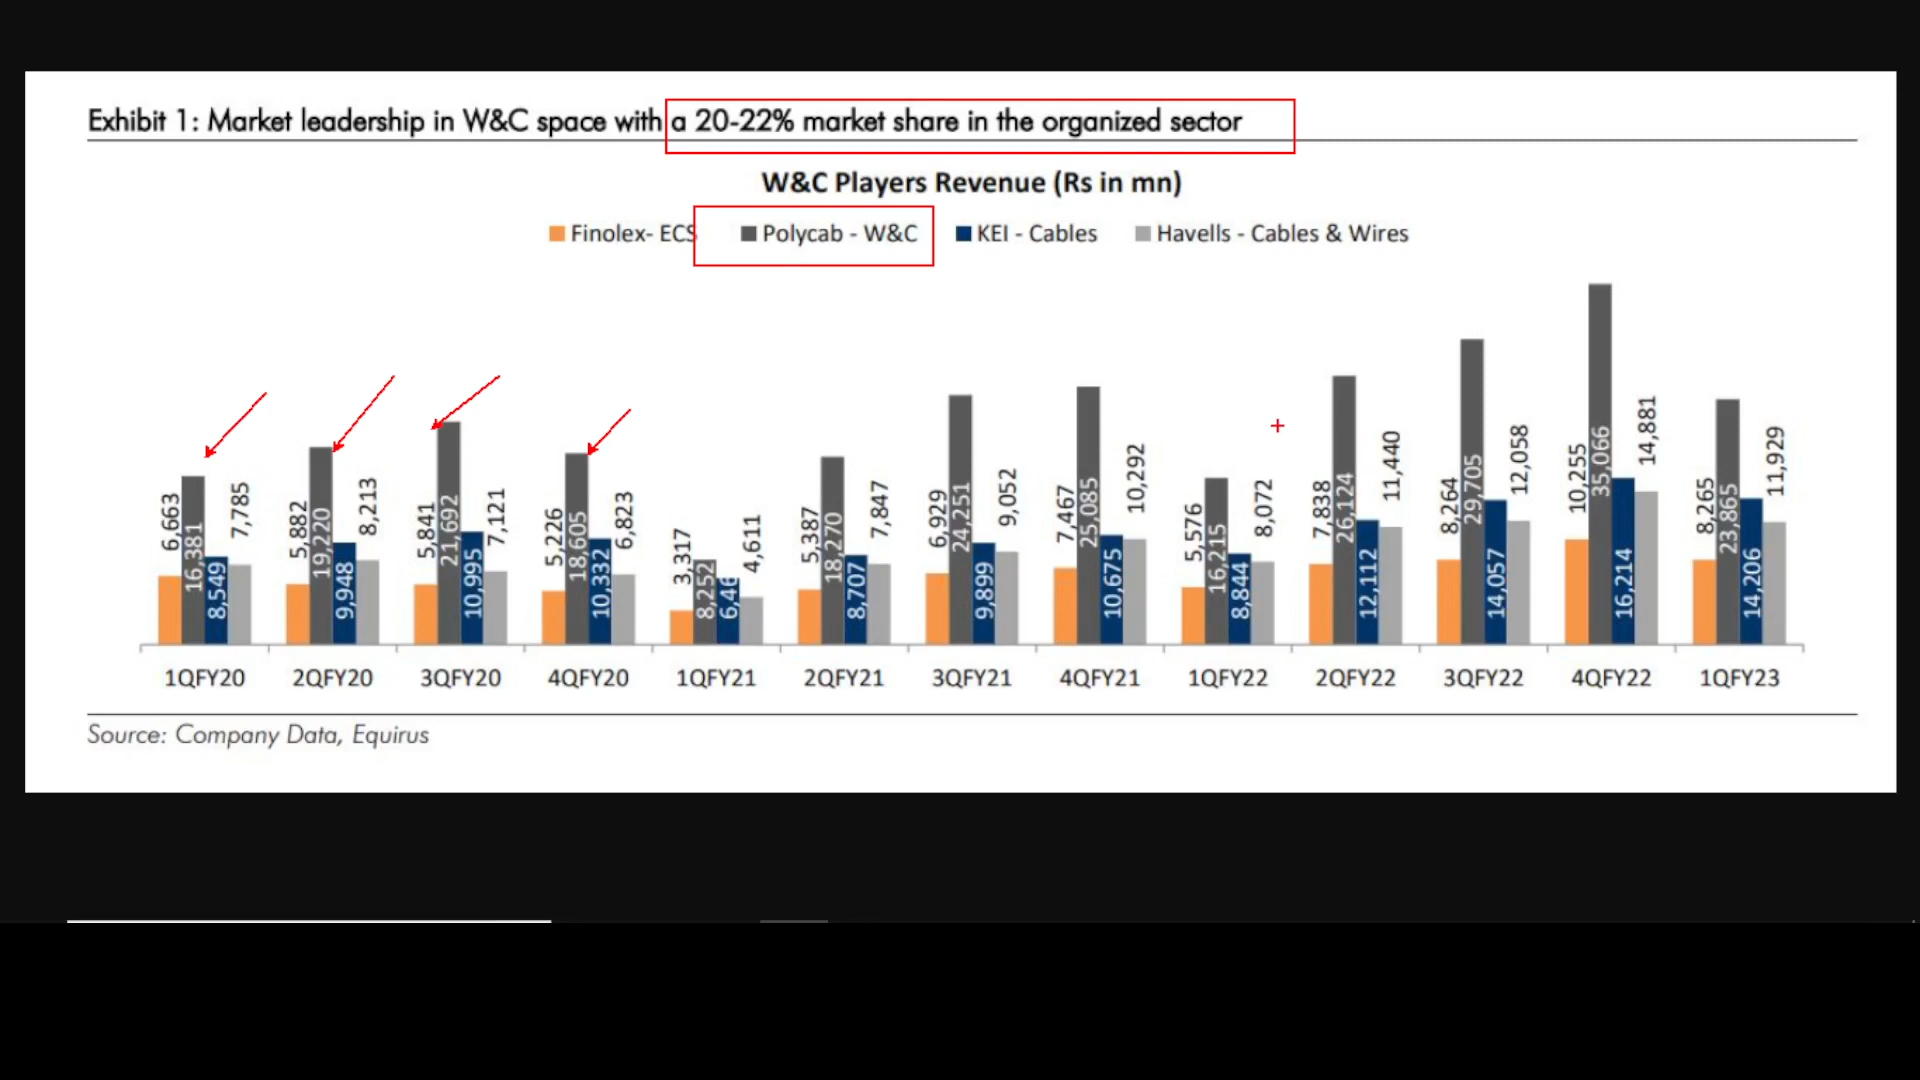 Exhibit 1: Market leadership in W&C space with a 20-22% market share in the organized sector
W&C Players Revenue (Rs in mn)
Finolex- ECS Polycab - W&C KEI - Cables Havells - Cables & Wires
6,663 16,381 8,549 7,785
5,882 19,220 9,948 8,213
5,841 21,692 10,995 7,121
5,226 18,605 10,332 6,823
3,317 8,252 4,611
5,387 18,270 8,707 7,847
6,929 24,251 9,899 9,052
7,467 25,085 10,675 10,292
5,576 16,215 8,844 8,072
7,838 26,124 12,112 11,440
8,264 29,705 14,057 12,058
10,255 35,066 16,214 14,881
8,265 23,865 14,206 11,929
1QFY20 2QFY20 3QFY20 4QFY20 1QFY21 2QFY21 3QFY21 4QFY21 1QFY22 2QFY22 3QFY22 4QFY22 1QFY23
Source: Company Data, Equirus